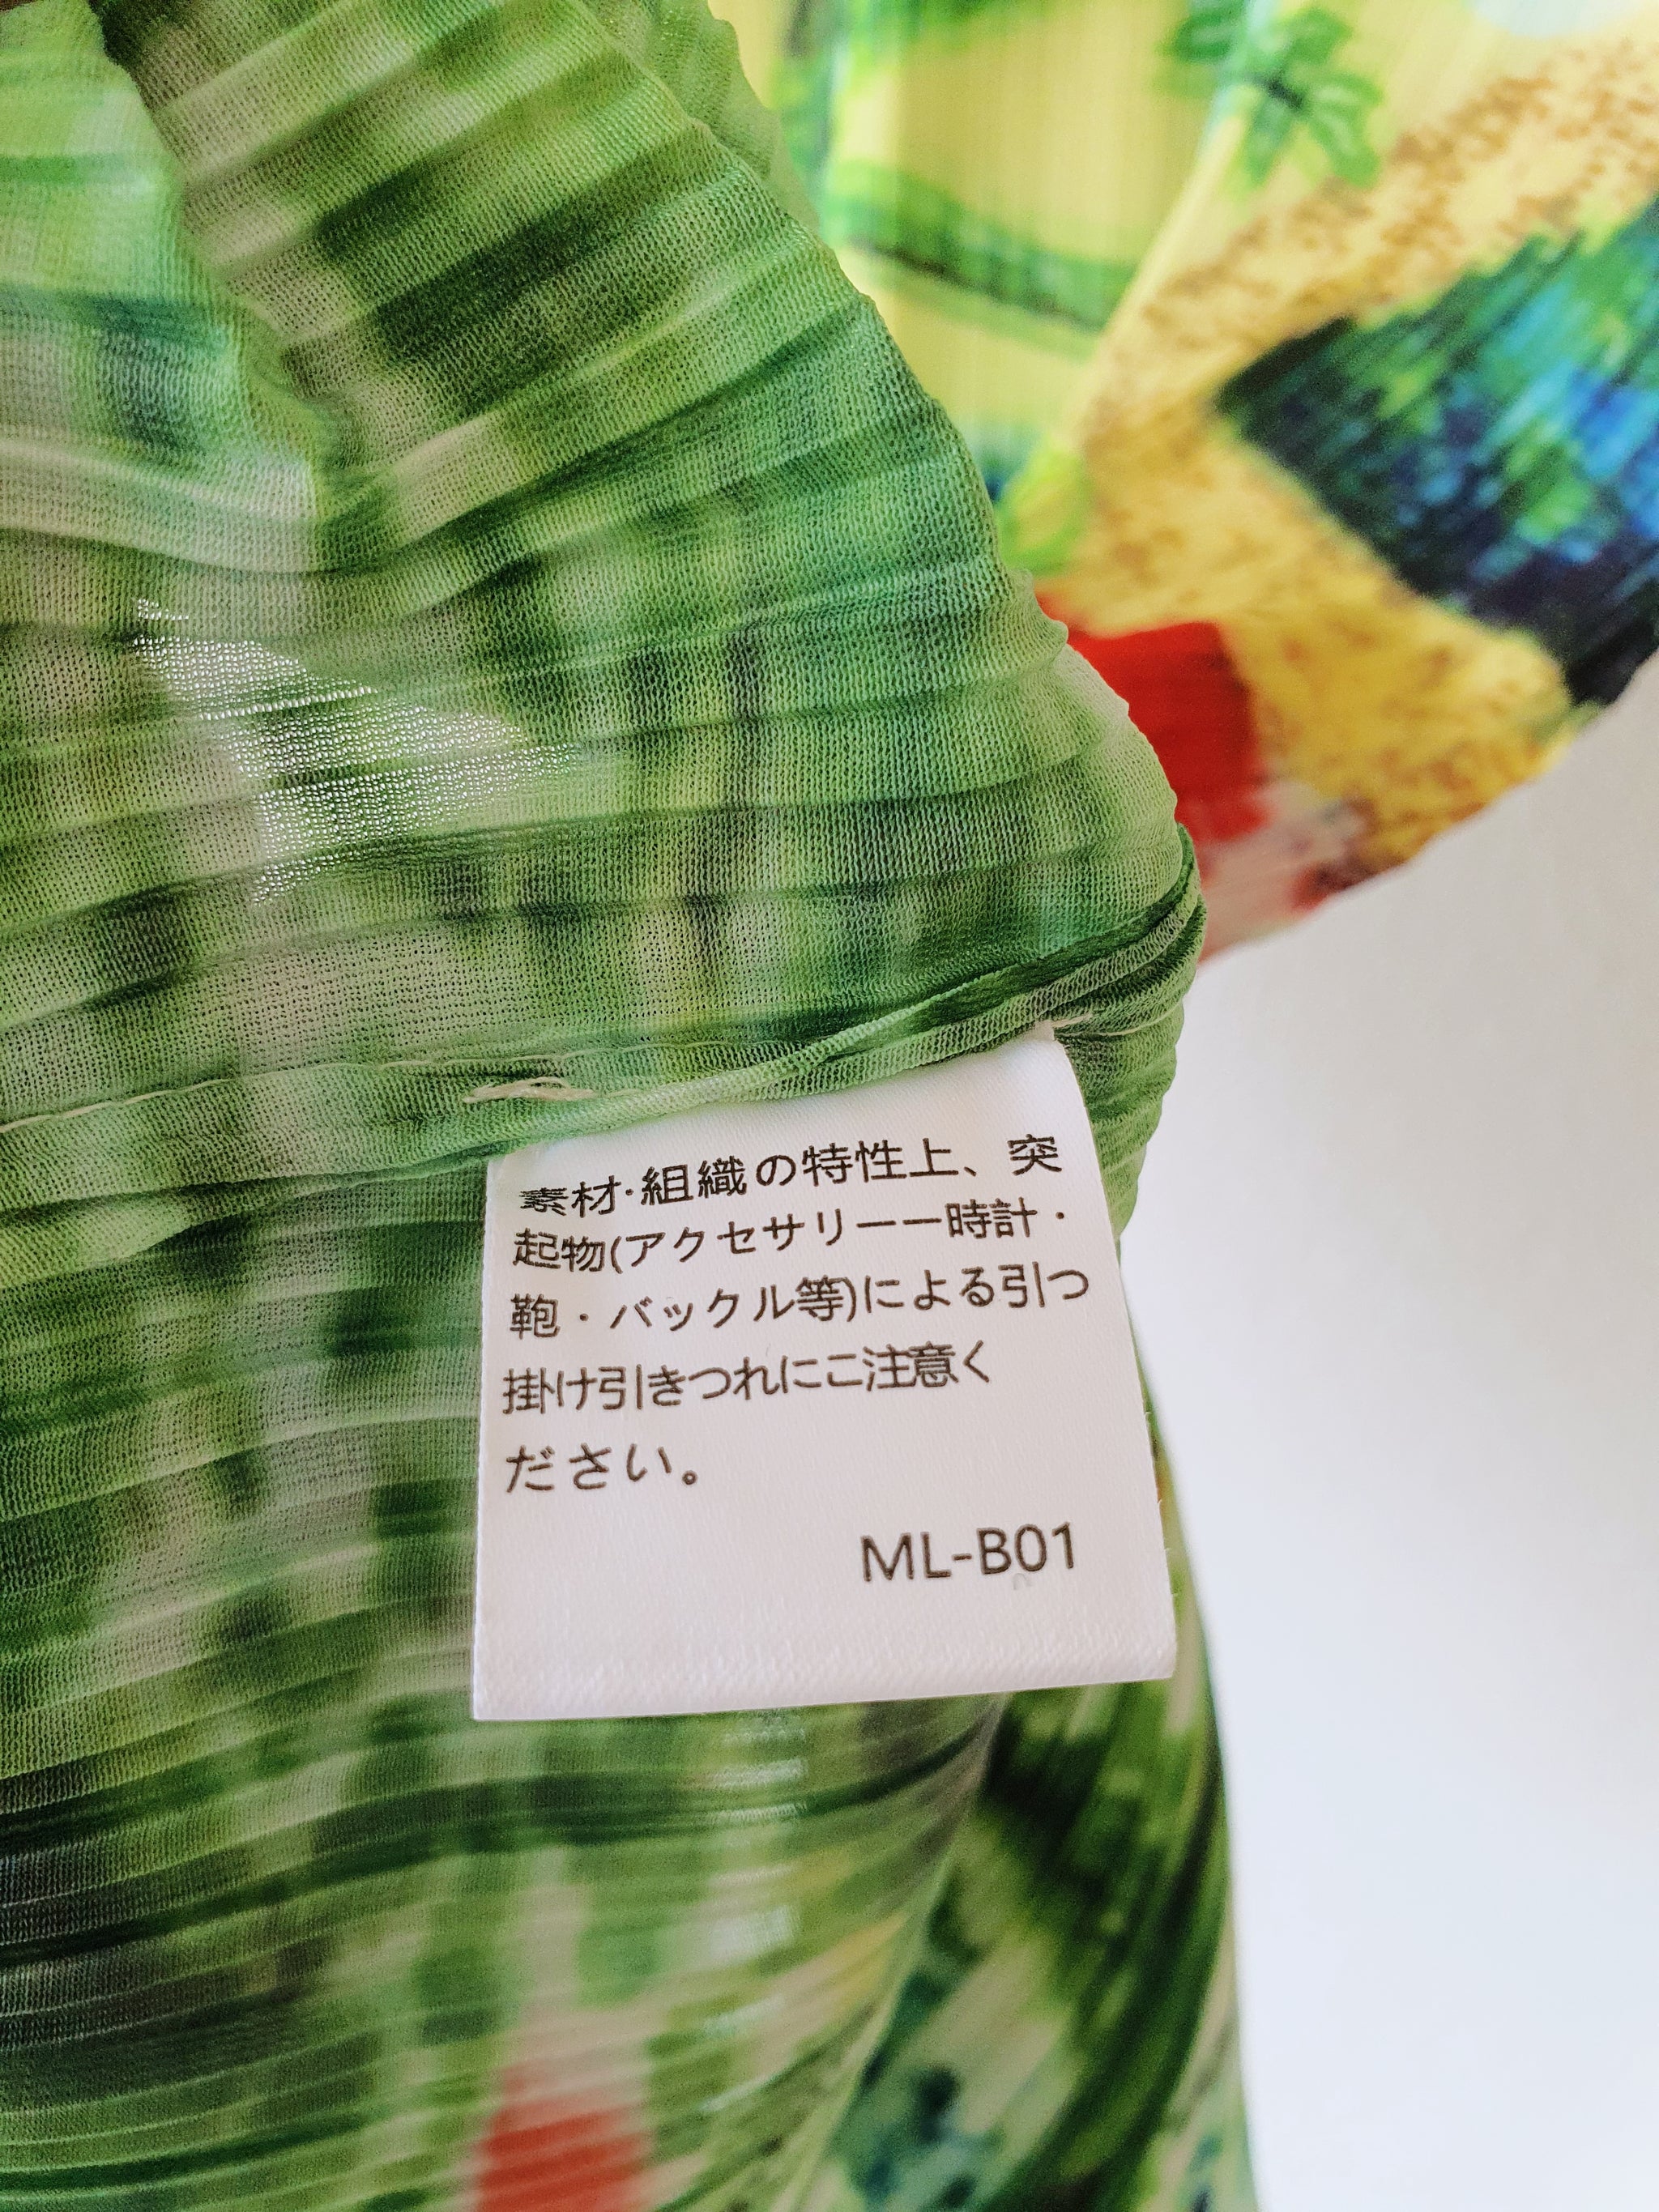 素材·組織の特性上、突
起物(アクセサリーー時計・
鞄・バックル等)による引つ
掛け引きつれにこ注意く
ださい。
ML-B01